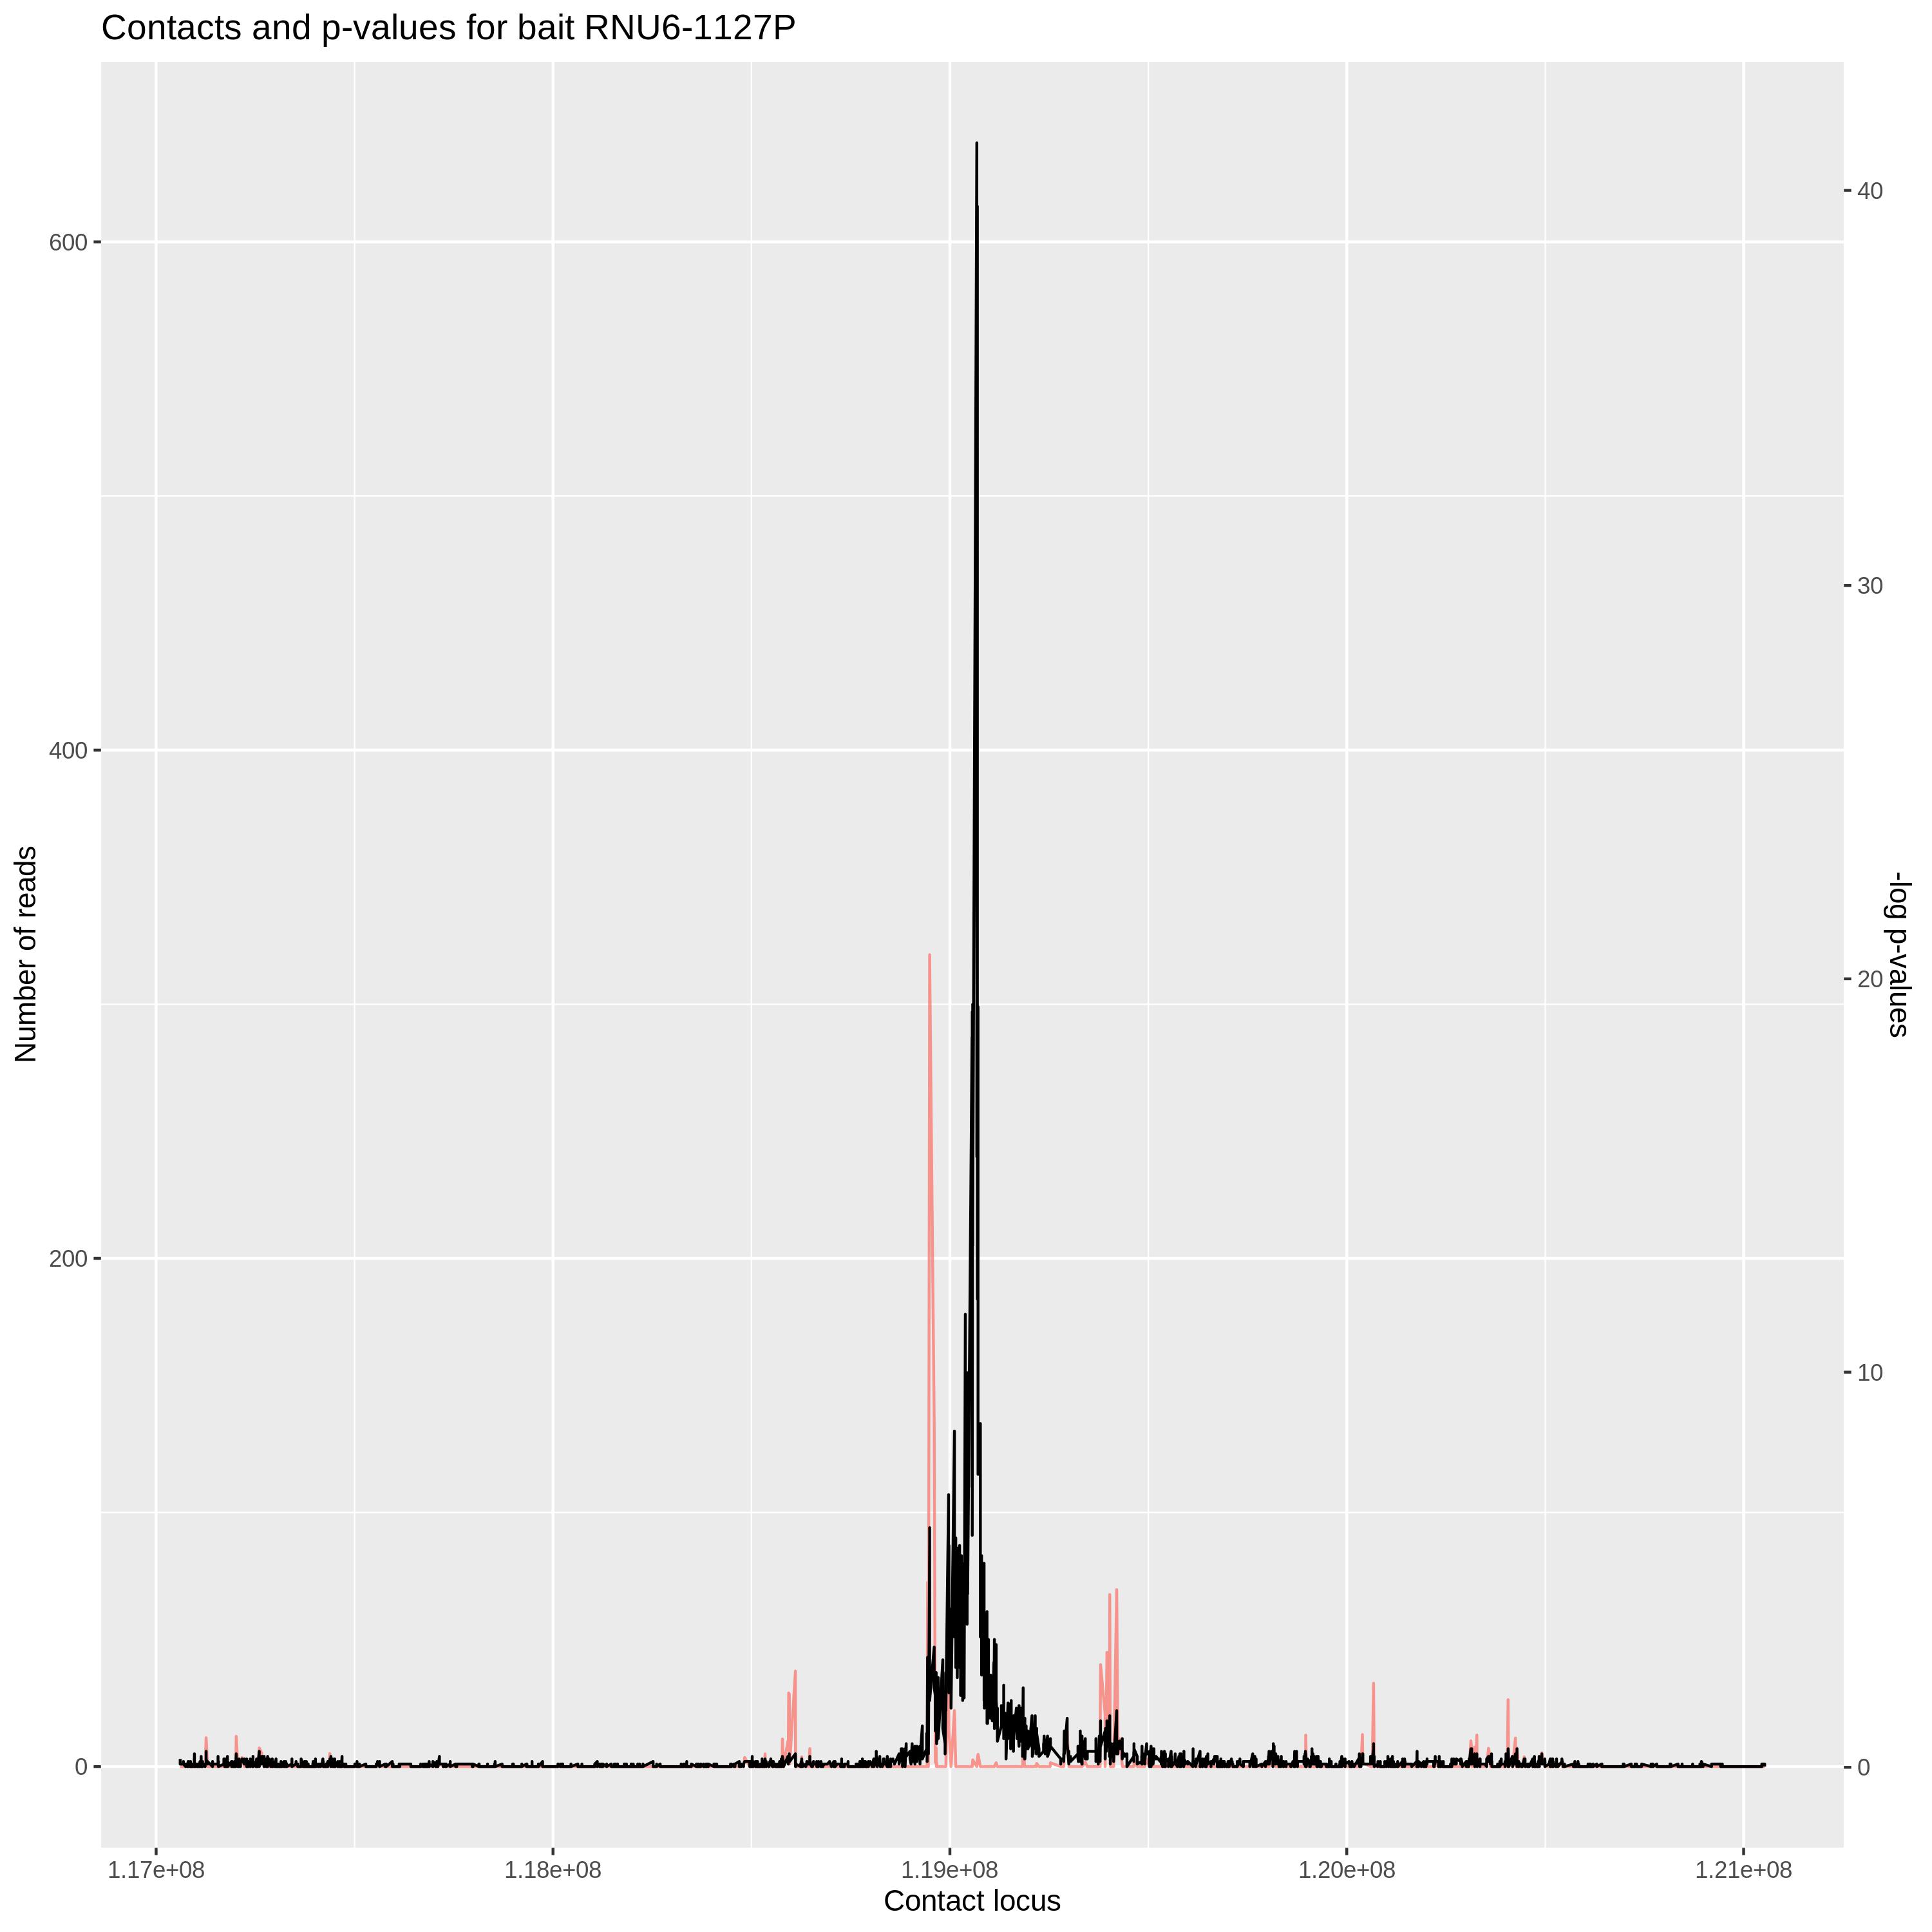 Contacts and p-values for bait RNU6-1127P
600
400
200
0
Number of reads
40
30
20
10
0
-log p-values
1.17e+08
1.18e+08
1.19e+08
1.20e+08
1.21e+08
Contact locus